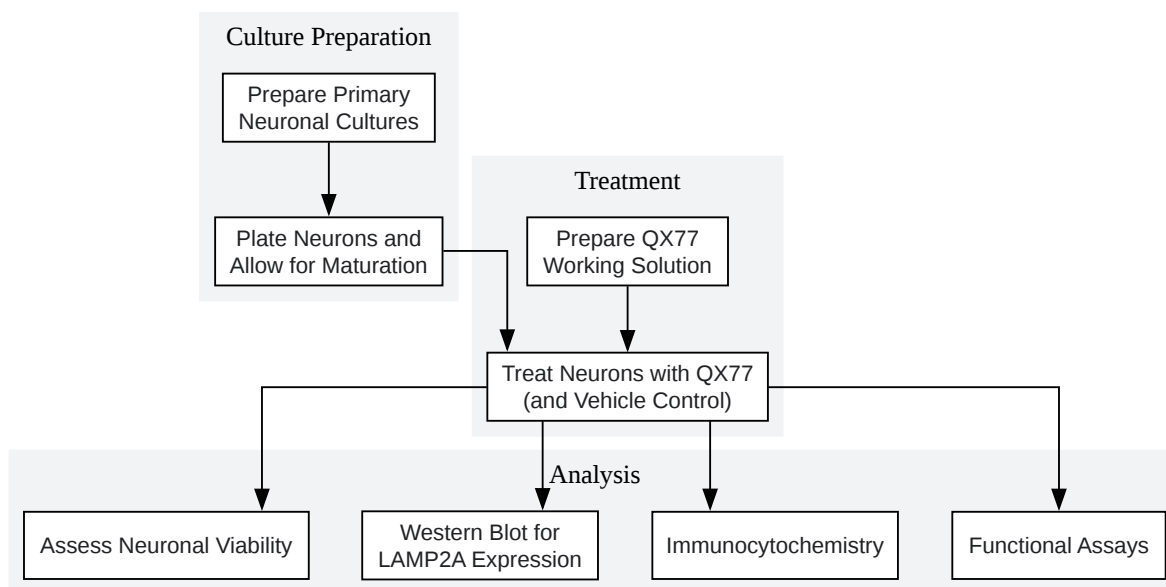 Culture Preparation
Prepare Primary
Neuronal Cultures
Plate Neurons and
Allow for Maturation
Treatment
Prepare QX77
Working Solution
Treat Neurons with QX77
(and Vehicle Control)
Analysis
Assess Neuronal Viability
Western Blot for
LAMP2A Expression
Immunocytochemistry
Functional Assays